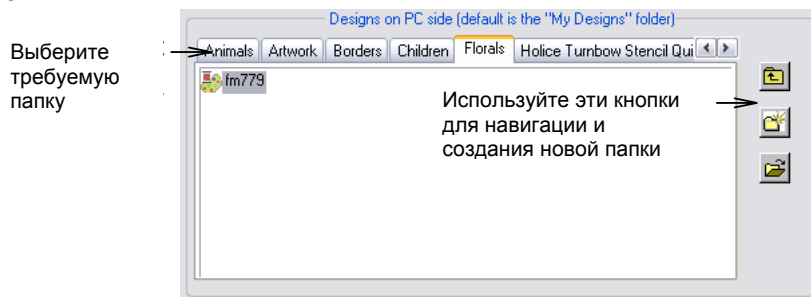 Designs on PC side (default is the "My Designs" folder)
Выберите
требуемую
папку
Animals Artwork Borders Children Florals Holice Turnbow Stencil Qui
fm779
Используйте эти кнопки
для навигации и
создания новой папки